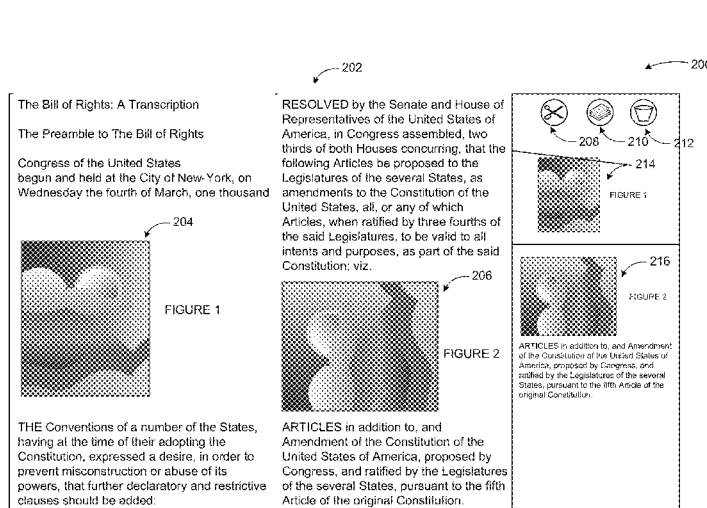 200
202
The Bill of Rights: A Transcription
The Preamble to The Bill of Rights
Congress of the United States
begun and held at the City of New-York, on
Wednesday the fourth of March, one thousand
204
FIGURE 1
THE Conventions of a number of the States,
having at the time of their adopting the
Constitution, expressed a desire, in order to
prevent misconstruction or abuse of its
powers, that further declaratory and restrictive
clauses should be added:
RESOLVED by the Senate and House of
Representatives of the United States of
America, in Congress assembled, two
thirds of both Houses concurring, that the
following Articles be proposed to the
Legislatures of the several States, as
amendments to the Constitution of the
United States, all, or any of which
Articles, when ratified by three fourths of
the said Legislatures, to be valid to all
intents and purposes, as part of the said
Constitution; viz.
206
FIGURE 2
ARTICLES in addition to, and
Amendment of the Constitution of the
United States of America, proposed by
Congress, and ratified by the Legislatures
of the several States, pursuant to the fifth
Article of the original Constitution.
208
210
212
214
FIGURE 1
216
FIGURE 2
ARTICLES in addition to, and Amendment
of the Constitution of the United States of
America, proposed by Congress, and
ratified by the Legislatures of the several
States, pursuant to the fifth Article of the
original Constitution.